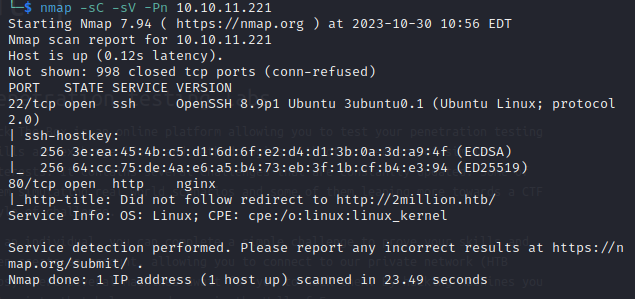 └─$ nmap -sC -sV -Pn 10.10.11.221
Starting Nmap 7.94 ( https://nmap.org ) at 2023-10-30 10:56 EDT
Nmap scan report for 10.10.11.221
Host is up (0.12s latency).
Not shown: 998 closed tcp ports (conn-refused)
PORT   STATE SERVICE VERSION
22/tcp open  ssh     OpenSSH 8.9p1 Ubuntu 3ubuntu0.1 (Ubuntu Linux; protocol
2.0)
| ssh-hostkey:
|   256 3e:ea:45:4b:c5:d1:6d:6f:e2:d4:d1:3b:0a:3d:a9:4f (ECDSA)
|_  256 64:cc:75:de:4a:e6:a5:b4:73:eb:3f:1b:cf:b4:e3:94 (ED25519)
80/tcp open  http    nginx
|_http-title: Did not follow redirect to http://2million.htb/
Service Info: OS: Linux; CPE: cpe:/o:linux:linux_kernel
Service detection performed. Please report any incorrect results at https://n
map.org/submit/ .
Nmap done: 1 IP address (1 host up) scanned in 23.49 seconds